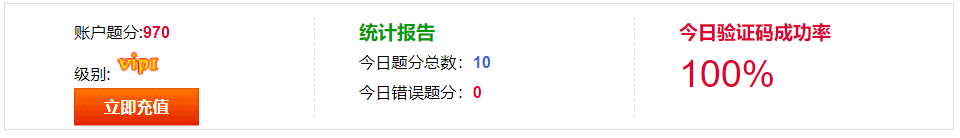 账户题分:970
级别: vip1
立即充值
统计报告
今日题分总数：10
今日错误题分：0
今日验证码成功率
100%